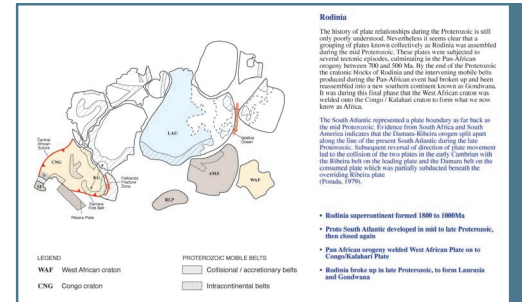 Rodinia
The history of plate relationships during the Proterozoic is still
only poorly understood. Nevertheless it seems clear that a
grouping of plates known collectively as Rodinia was assembled
during the mid Proterozoic. These plates were subjected to
several tectonic episodes, culminating in the Pan-African
orogeny between 700 and 500 Ma. By the end of the Proterozoic
the cratonic blocks of Rodinia and the intervening mobile belts
produced during the Pan-African event had broken up and been
reassembled into a new southern continent known as Gondwana.
It was during this final phase that the West African craton was
welded onto the Congo / Kalahari craton to form what we now
know as Africa.
The South Atlantic represented a plate boundary as far back as
the mid Proterozoic. Evidence from South Africa and South
America indicates that the Damara-Ribeira orogen split apart
along the line of the present South Atlantic during the late
Proterozoic. Subsequent reversal of direction of plate movement
led to the collision of the two plates in the early Cambrian with
the Ribeira belt on the leading plate and the Damara belt on the
consumed plate which was partially subducted beneath the
overriding Ribeira plate
(Porada, 1979).
• Rodinia supercontinent formed 1800 to 1000Ma
• Proto South Atlantic developed in mid to late Proterozoic,
then closed again
• Pan African orogeny welded West African Plate on to
Congo/Kalahari Plate
• Rodinia broke up in late Proterozoic, to form Laurasia
and Gondwana
LAU
Iapetus
Ocean
Central
African
Suture
CNG
SF
KG
Falklands
Fracture
Zone
Damara
Fold Belt
Ribeira Plate
AMZ
WAF
RLP
LEGEND
WAF West African craton
CNG Congo craton
PROTEROZOIC MOBILE BELTS
Collisional / accretionary belts
Intracontinental belts